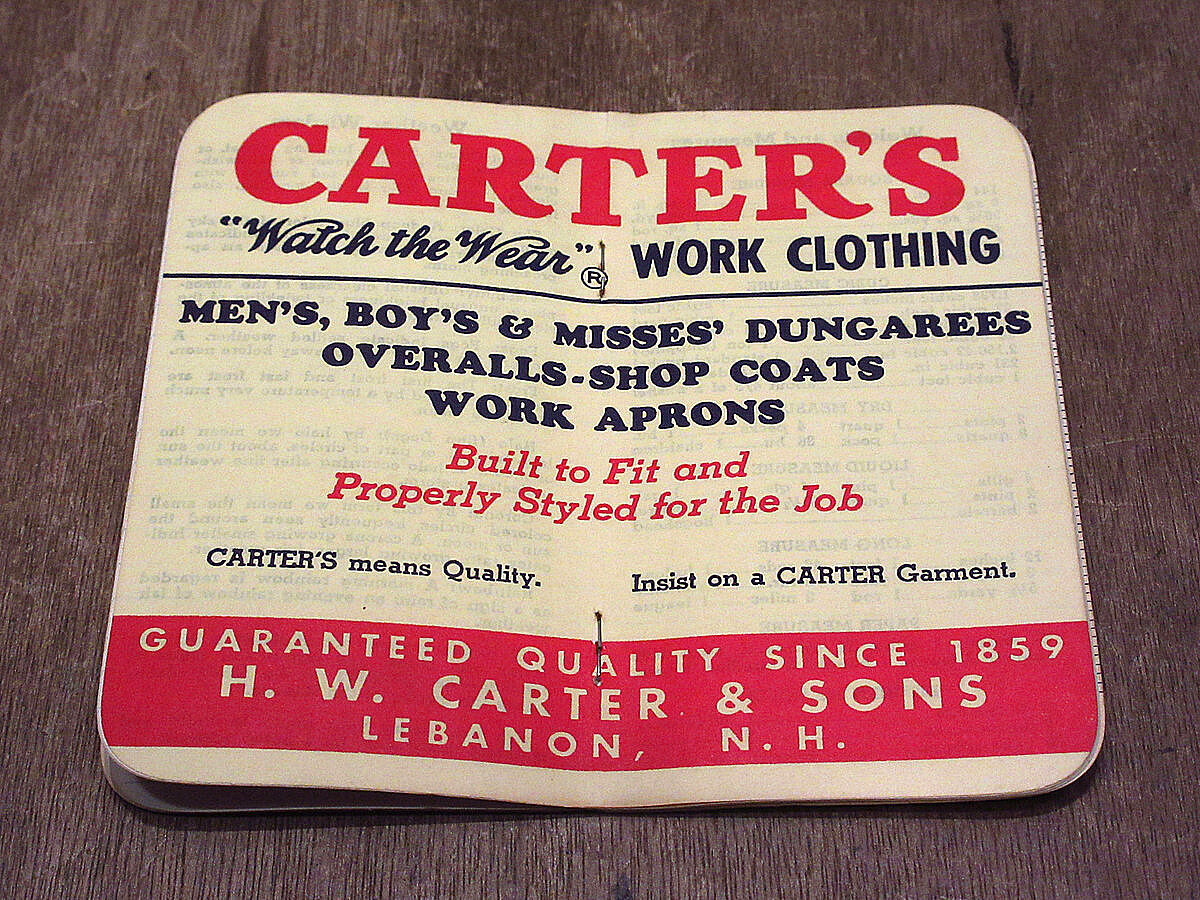 CARTER'S
"Watch the Wear"® WORK CLOTHING
MEN'S, BOY'S & MISSES' DUNGAREES
OVERALLS-SHOP COATS
WORK APRONS
Built to Fit and
Properly Styled for the Job
CARTER'S means Quality. Insist on a CARTER Garment.
GUARANTEED QUALITY SINCE 1859
H. W. CARTER & SONS
LEBANON, N. H.